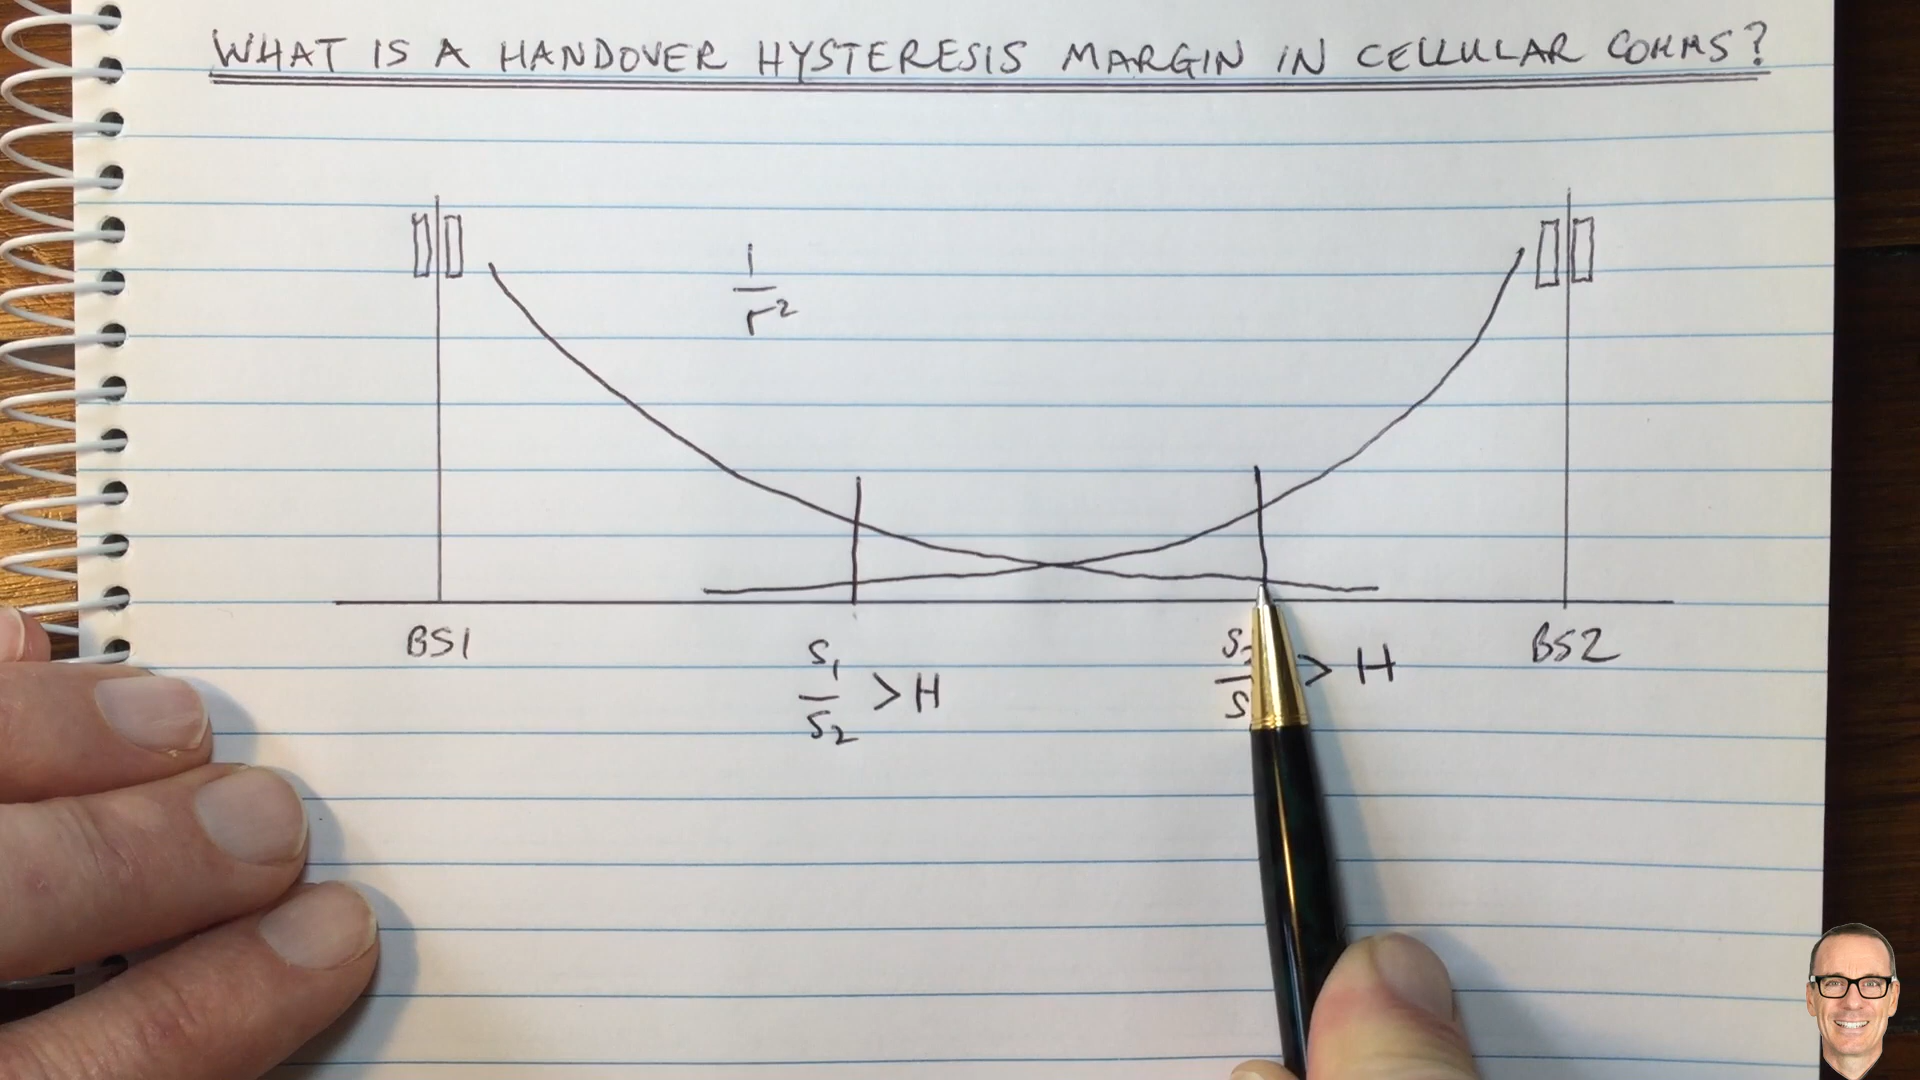 WHAT IS A HANDOVER HYSTERESIS MARGIN IN CELLULAR COMMS?
1
r²
BS1
S₁
S₂ > H
S
S > H
BS2